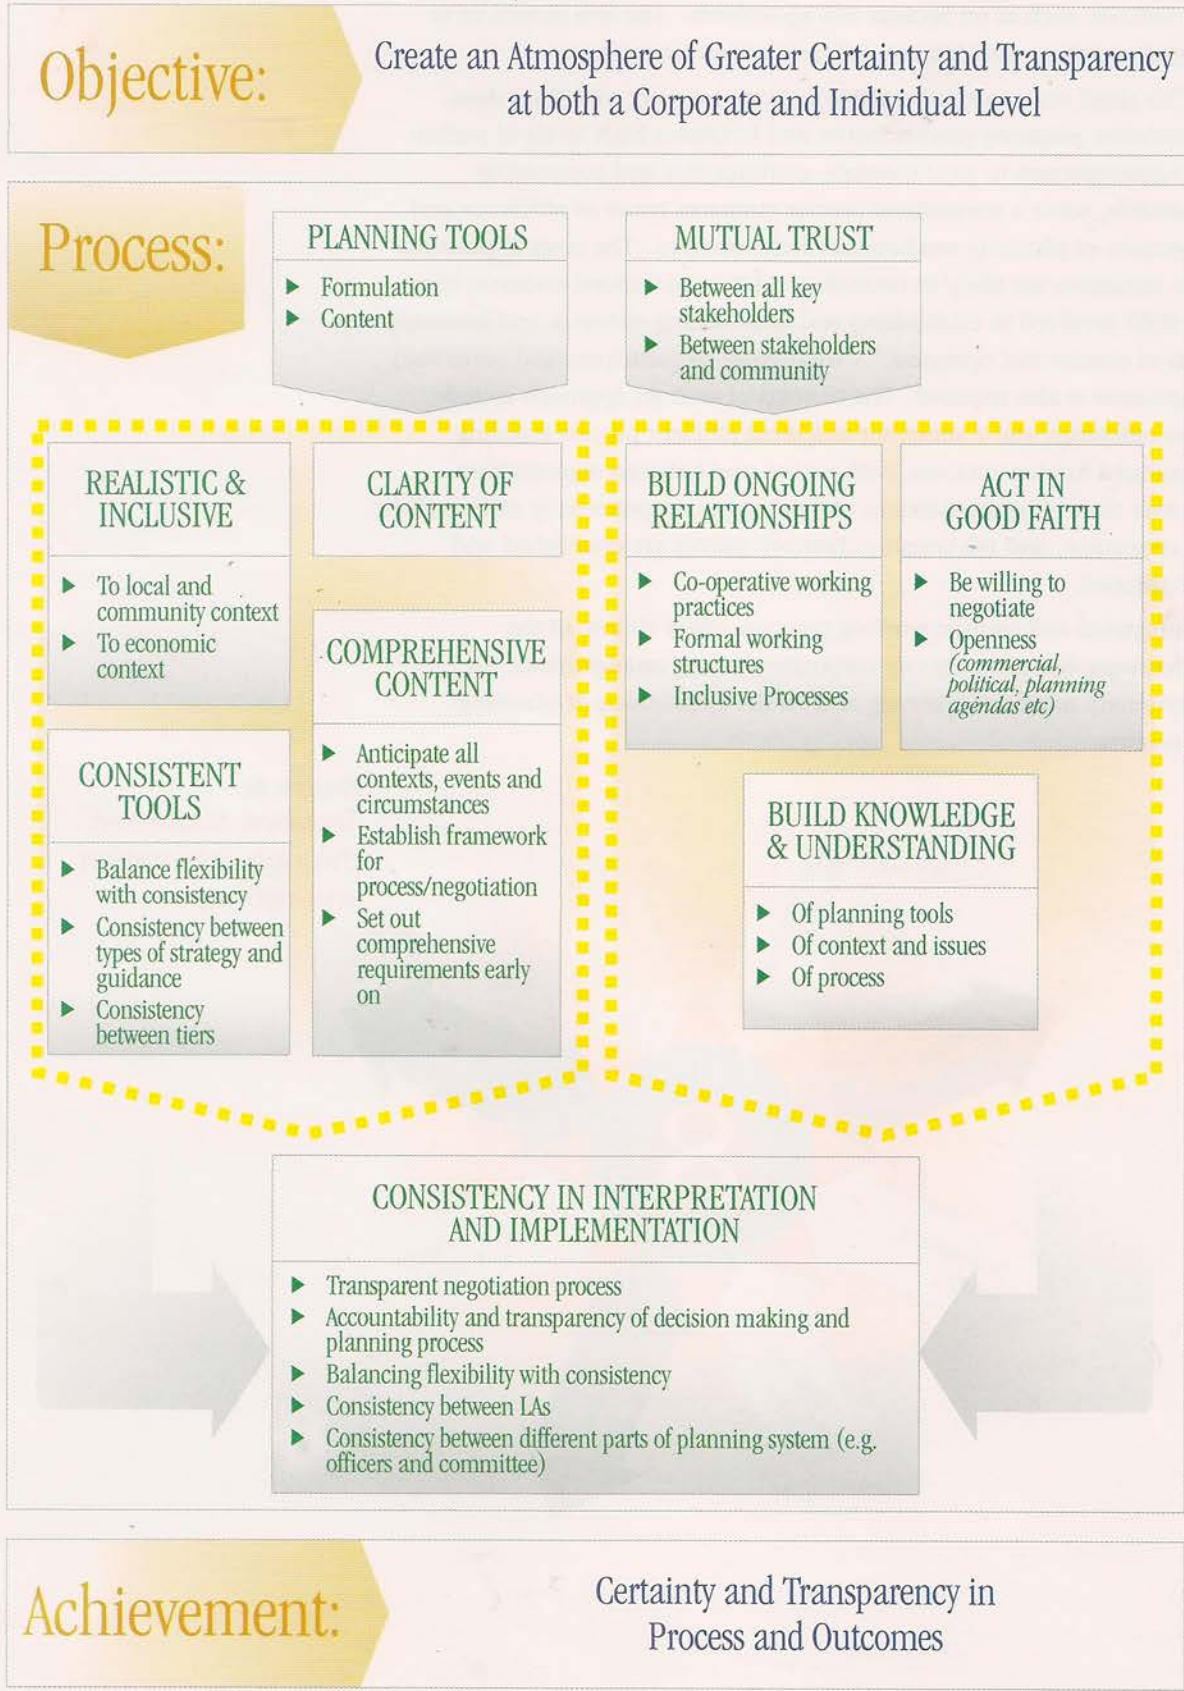 Objective:
Create an Atmosphere of Greater Certainty and Transparency
at both a Corporate and Individual Level
Process:
PLANNING TOOLS
Formulation
Content
MUTUAL TRUST
Between all key
stakeholders
Between stakeholders
and community
REALISTIC &
INCLUSIVE
To local and
community context
To economic
context
CONSISTENT
TOOLS
Balance flexibility
with consistency
Consistency between
types of strategy and
guidance
Consistency
between tiers
CLARITY OF
CONTENT
COMPREHENSIVE
CONTENT
Anticipate all
contexts, events and
circumstances
Establish framework
for
process/negotiation
Set out
comprehensive
requirements early
on
BUILD ONGOING
RELATIONSHIPS
Co-operative working
practices
Formal working
structures
Inclusive Processes
ACT IN
GOOD FAITH
Be willing to
negotiate
Openness
(commercial,
political, planning
agendas etc)
BUILD KNOWLEDGE
& UNDERSTANDING
Of planning tools
Of context and issues
Of process
CONSISTENCY IN INTERPRETATION
AND IMPLEMENTATION
Transparent negotiation process
Accountability and transparency of decision making and
planning process
Balancing flexibility with consistency
Consistency between LAs
Consistency between different parts of planning system (e.g.
officers and committee)
Achievement:
Certainty and Transparency in
Process and Outcomes